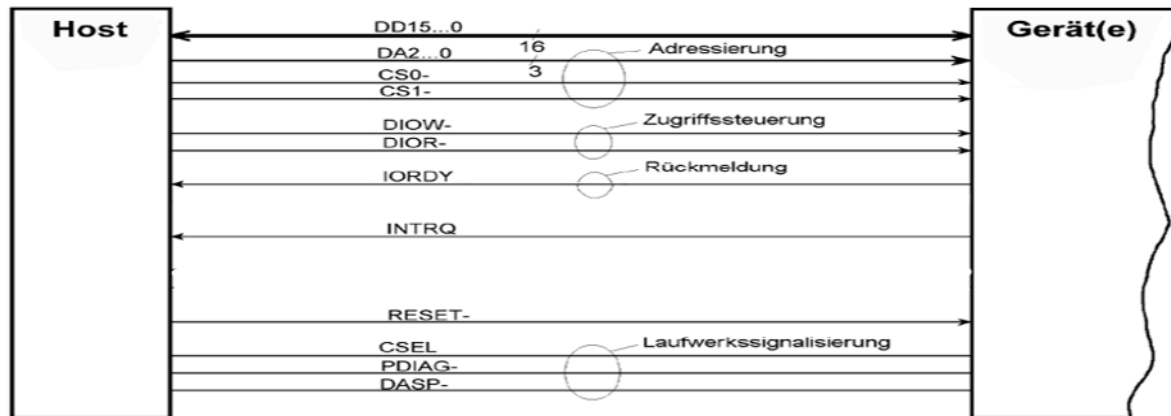 Host
Gerät(e)
DD15...0
16
Adressierung
DA2...0
3
CS0-
CS1-
Zugriffssteuerung
DIOW-
DIOR-
Rückmeldung
IORDY
INTRQ
RESET-
Laufwerkssignalisierung
CSEL
PDIAG-
DASP-